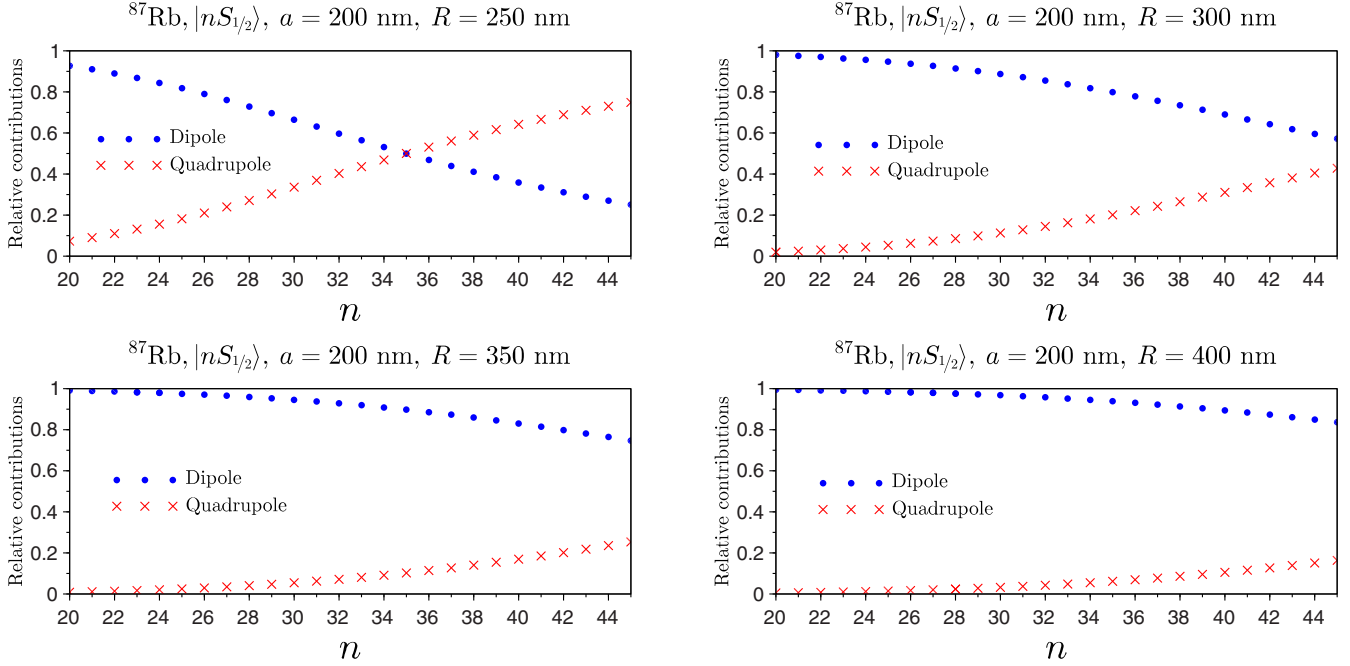 ⁸⁷Rb, |nS₁/₂⟩, a = 200 nm, R = 250 nm
Relative contributions
1
0.8
0.6
0.4
0.2
0
Dipole
Quadrupole
20 22 24 26 28 30 32 34 36 38 40 42 44
n
⁸⁷Rb, |nS₁/₂⟩, a = 200 nm, R = 300 nm
Relative contributions
1
0.8
0.6
0.4
0.2
0
Dipole
Quadrupole
20 22 24 26 28 30 32 34 36 38 40 42 44
n
⁸⁷Rb, |nS₁/₂⟩, a = 200 nm, R = 350 nm
Relative contributions
1
0.8
0.6
0.4
0.2
0
Dipole
Quadrupole
20 22 24 26 28 30 32 34 36 38 40 42 44
n
⁸⁷Rb, |nS₁/₂⟩, a = 200 nm, R = 400 nm
Relative contributions
1
0.8
0.6
0.4
0.2
0
Dipole
Quadrupole
20 22 24 26 28 30 32 34 36 38 40 42 44
n